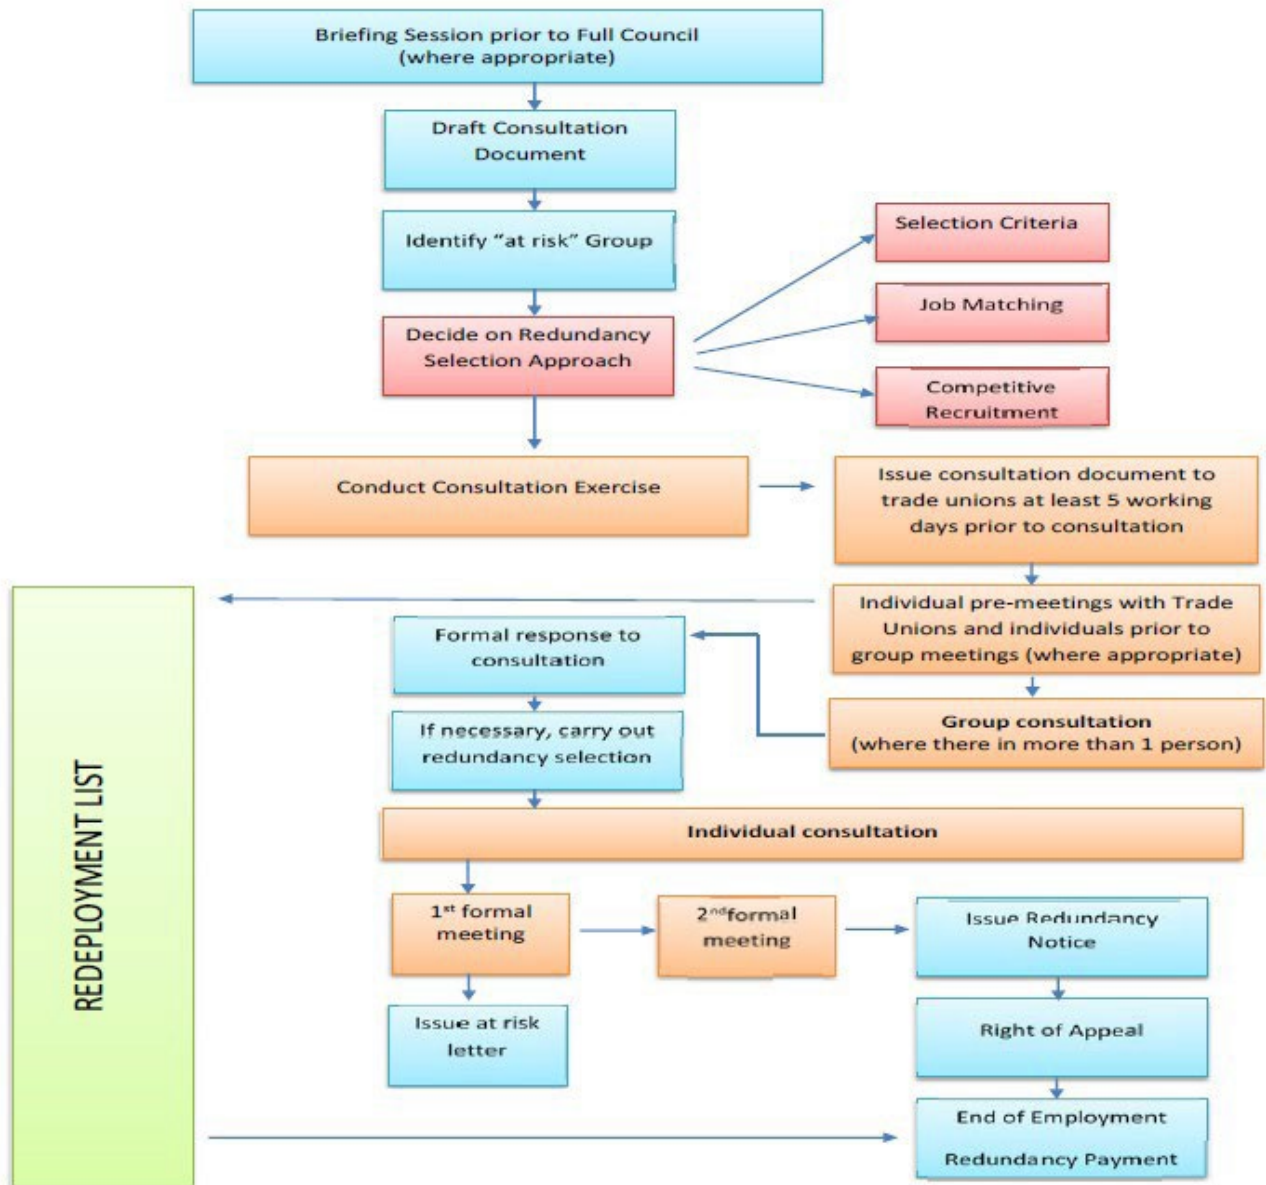 Briefing Session prior to Full Council
(where appropriate)
Draft Consultation
Document
Identify “at risk” Group
Selection Criteria
Job Matching
Decide on Redundancy
Selection Approach
Competitive
Recruitment
Conduct Consultation Exercise
Issue consultation document to
trade unions at least 5 working
days prior to consultation
Individual pre-meetings with Trade
Unions and individuals prior to
group meetings (where appropriate)
Formal response to
consultation
Group consultation
(where there in more than 1 person)
If necessary, carry out
redundancy selection
REDEPLOYMENT LIST
Individual consultation
1st formal
meeting
2ndformal
meeting
Issue Redundancy
Notice
Issue at risk
letter
Right of Appeal
End of Employment
Redundancy Payment